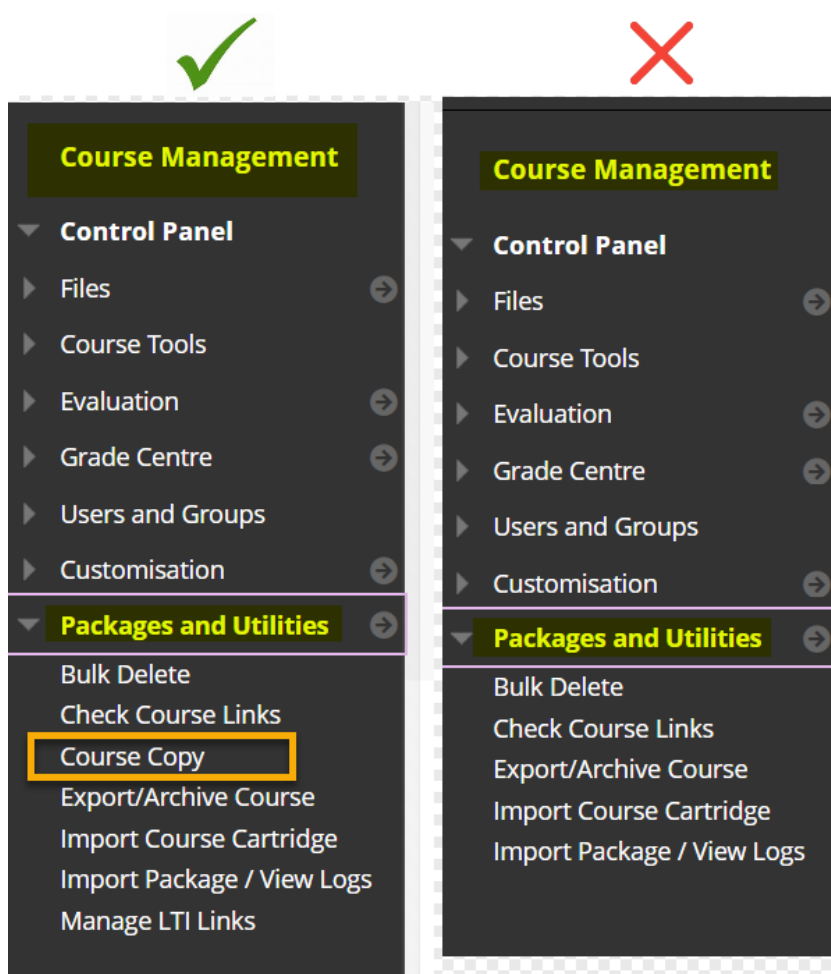 Course Management
Control Panel
Files
Course Tools
Evaluation
Grade Centre
Users and Groups
Customisation
Packages and Utilities
Bulk Delete
Check Course Links
Course Copy
Export/Archive Course
Import Course Cartridge
Import Package / View Logs
Manage LTI Links
Course Management
Control Panel
Files
Course Tools
Evaluation
Grade Centre
Users and Groups
Customisation
Packages and Utilities
Bulk Delete
Check Course Links
Export/Archive Course
Import Course Cartridge
Import Package / View Logs